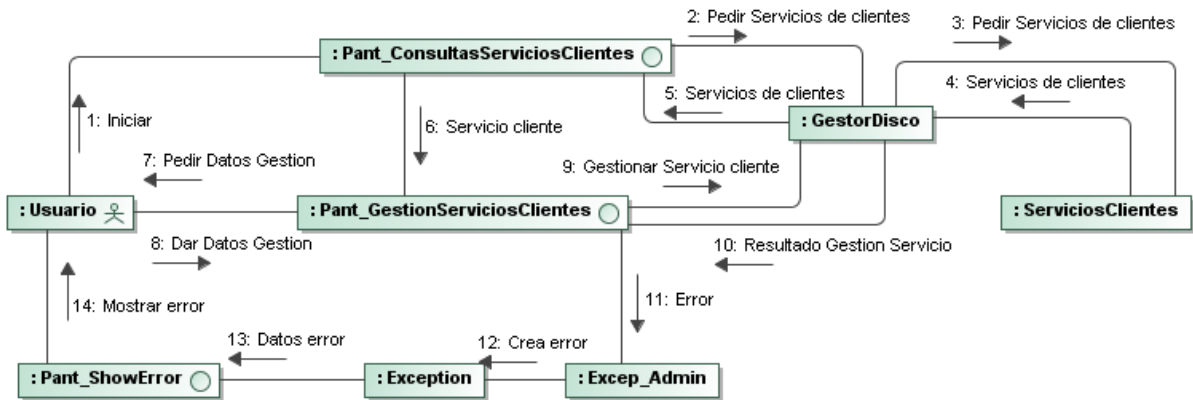 2: Pedir Servicios de clientes
3: Pedir Servicios de clientes
: Pant_ConsultasServiciosClientes
5: Servicios de clientes
4: Servicios de clientes
1: Iniciar
6: Servicio cliente
: GestorDisco
7: Pedir Datos Gestion
9: Gestionar Servicio cliente
: Usuario
: Pant_GestionServiciosClientes
: ServiciosClientes
8: Dar Datos Gestion
10: Resultado Gestion Servicio
14: Mostrar error
11: Error
13: Datos error
12: Crea error
: Pant_ShowError
: Exception
: Excep_Admin